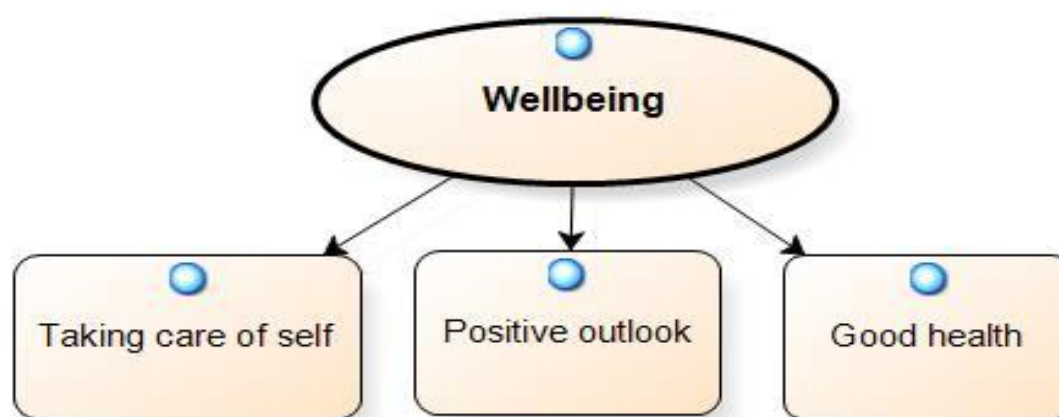 Wellbeing
Taking care of self
Positive outlook
Good health